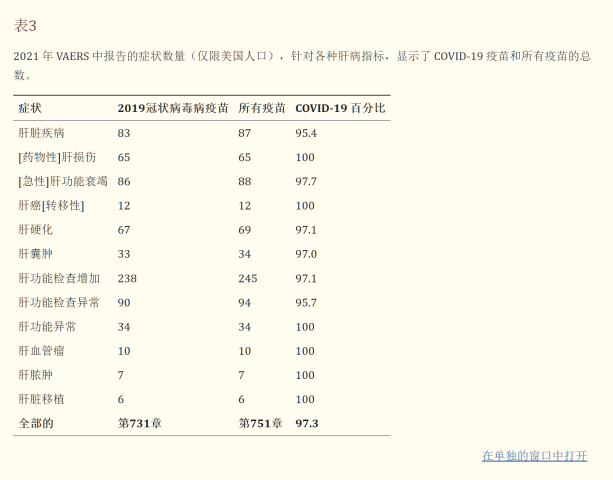 表3
2021 年 VAERS 中报告的症状数量（仅限美国人口），针对各种肝病指标，显示了 COVID-19 疫苗和所有疫苗的总
数。
症状 2019冠状病毒病疫苗 所有疫苗 COVID-19 百分比
肝脏疾病 83 87 95.4
[药物性]肝损伤 65 65 100
[急性]肝功能衰竭 86 88 97.7
肝癌[转移性] 12 12 100
肝硬化 67 69 97.1
肝囊肿 33 34 97.0
肝功能检查增加 238 245 97.1
肝功能检查异常 90 94 95.7
肝功能异常 34 34 100
肝血管瘤 10 10 100
肝脓肿 7 7 100
肝脏移植 6 6 100
全部的 第731章 第751章 97.3
在单独的窗口中打开